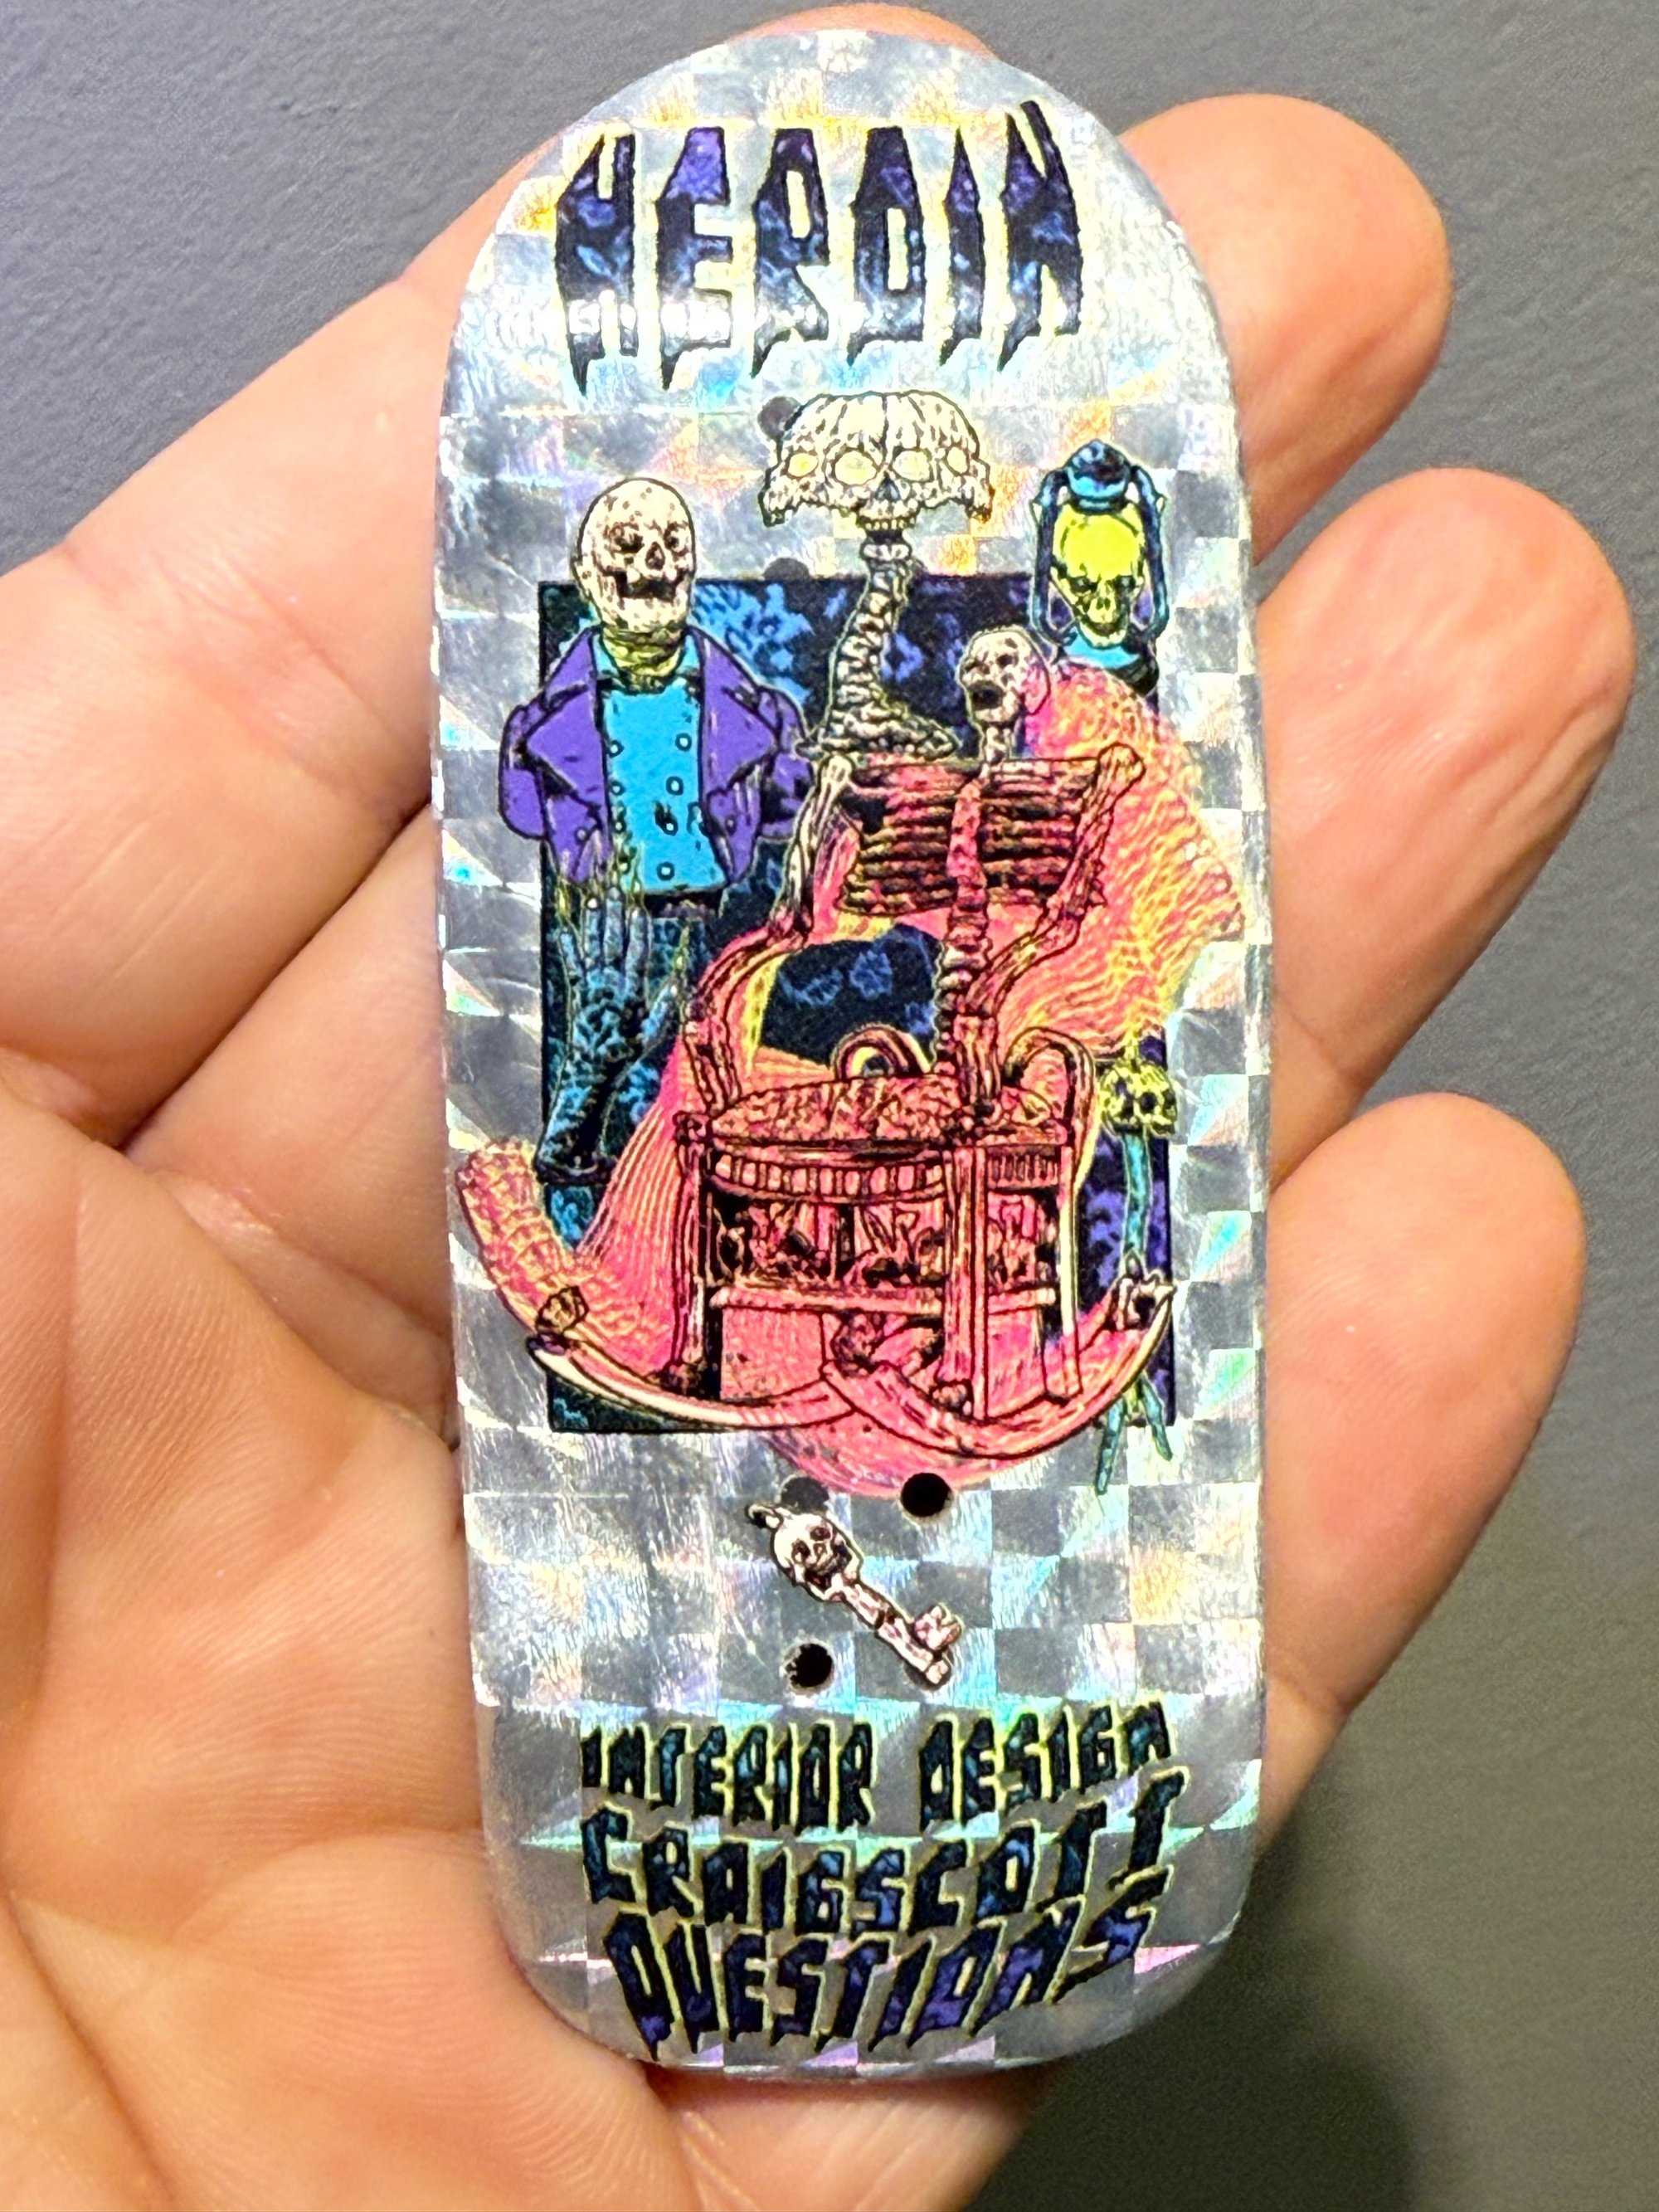 HEROIN
INTERIOR DESIGN
CRAIGSCOTT
QUESTIONS